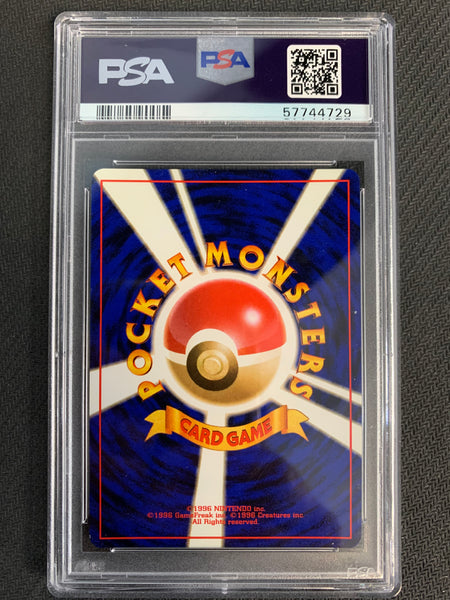 PSA
PSA
57744729
POCKET MONSTERS
CARD GAME
©1996 NINTENDO inc.
©1996 GameFreak inc. ©1996 Creatures inc.
All Rights reserved.
PSA